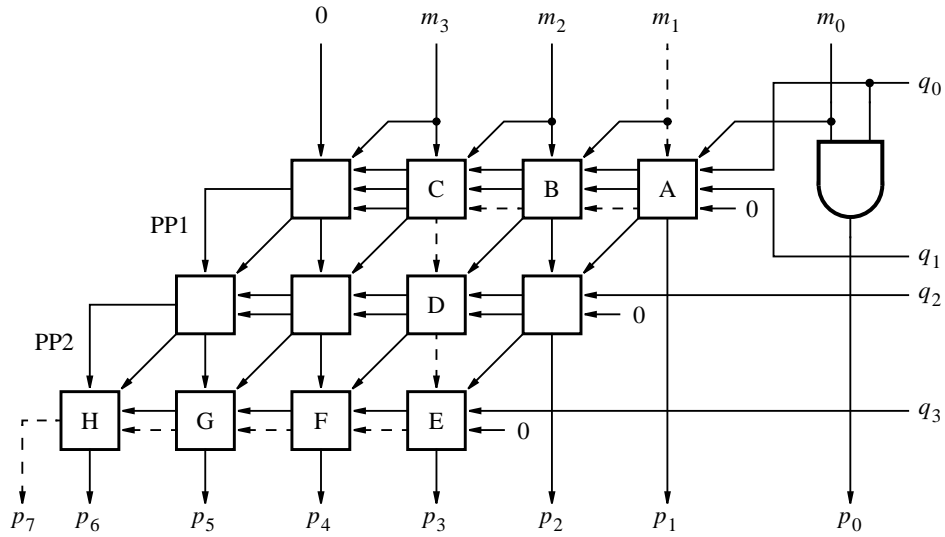 0 m₃ m₂ m₁ m₀
q₀
C B A
0
PP1
q₁
q₂
D
0
PP2
q₃
H G F E
0
p₇ p₆ p₅ p₄ p₃ p₂ p₁ p₀